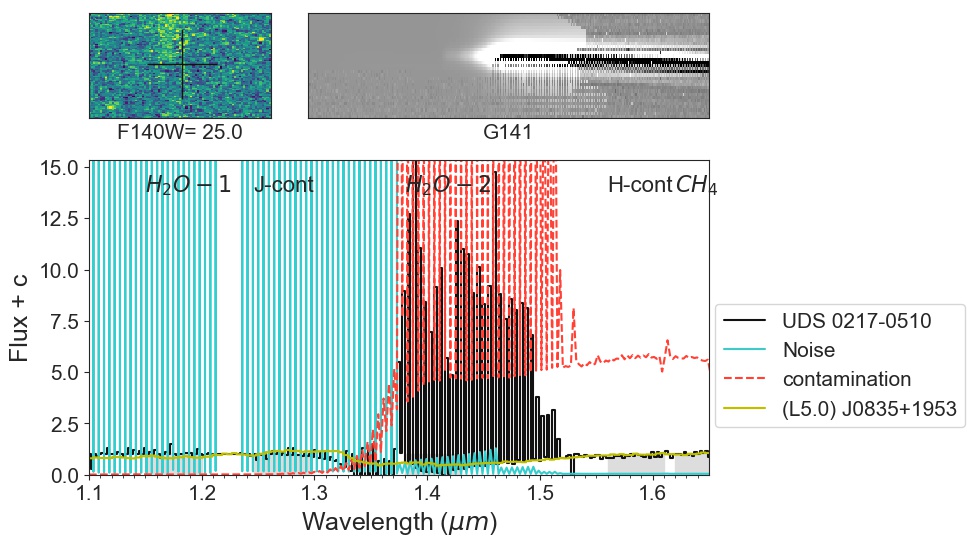 F140W= 25.0
G141
H₂O − 1
J-cont
H₂O − 2
H-cont
CH₄
15.0
12.5
10.0
7.5
5.0
2.5
0.0
Flux + c
1.1
1.2
1.3
1.4
1.5
1.6
Wavelength (μm)
UDS 0217-0510
Noise
contamination
(L5.0) J0835+1953